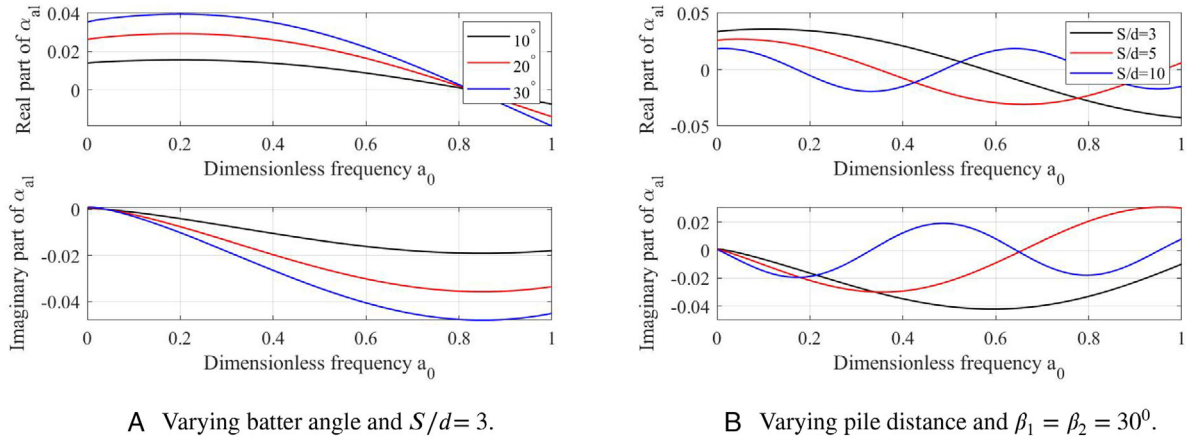 0.04
0.02
0
Real part of α_al
10°
20°
30°
0 0.2 0.4 0.6 0.8 1
Dimensionless frequency a_0
0
-0.02
-0.04
Imaginary part of α_al
0 0.2 0.4 0.6 0.8 1
Dimensionless frequency a_0
A Varying batter angle and S/d = 3.
0.05
0
-0.05
Real part of α_al
S/d=3
S/d=5
S/d=10
0 0.2 0.4 0.6 0.8 1
Dimensionless frequency a_0
0.02
0
-0.02
-0.04
Imaginary part of α_al
0 0.2 0.4 0.6 0.8 1
Dimensionless frequency a_0
B Varying pile distance and β_1 = β_2 = 30^0.